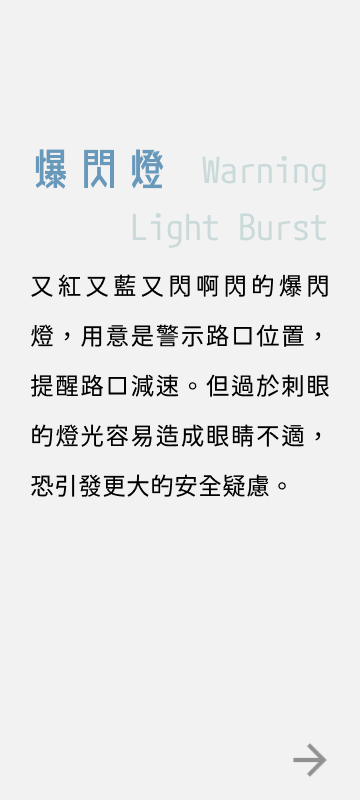 爆閃燈 Warning
Light Burst
又紅又藍又閃啊閃的爆閃
燈，用意是警示路口位置，
提醒路口減速。但過於刺眼
的燈光容易造成眼睛不適，
恐引發更大的安全疑慮。